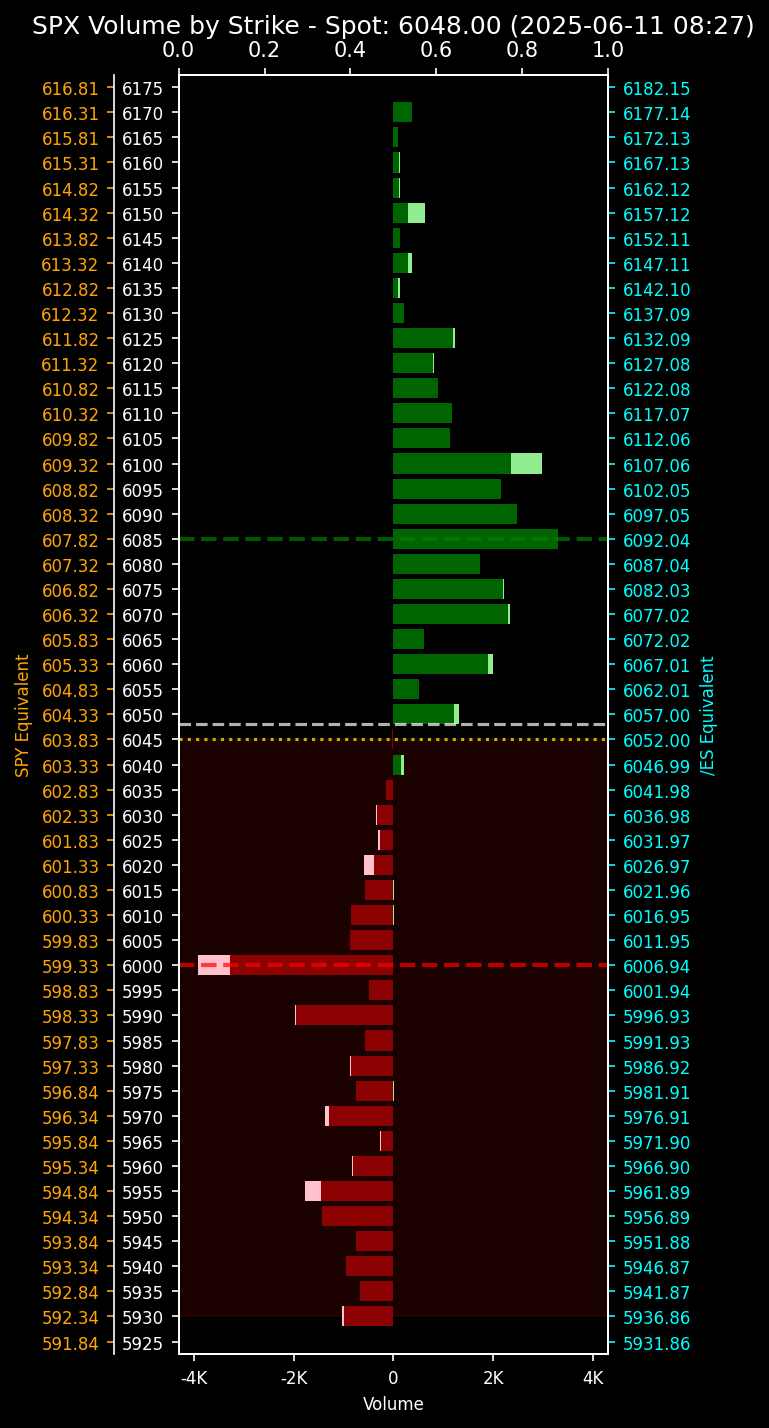 SPX Volume by Strike - Spot: 6048.00 (2025-06-11 08:27)
0.0 0.2 0.4 0.6 0.8 1.0
616.81 6175 6182.15
616.31 6170 6177.14
615.81 6165 6172.13
615.31 6160 6167.13
614.82 6155 6162.12
614.32 6150 6157.12
613.82 6145 6152.11
613.32 6140 6147.11
612.82 6135 6142.10
612.32 6130 6137.09
611.82 6125 6132.09
611.32 6120 6127.08
610.82 6115 6122.08
610.32 6110 6117.07
609.82 6105 6112.06
609.32 6100 6107.06
608.82 6095 6102.05
608.32 6090 6097.05
607.82 6085 6092.04
607.32 6080 6087.04
606.82 6075 6082.03
606.32 6070 6077.02
605.83 6065 6072.02
605.33 6060 6067.01
604.83 6055 6062.01
604.33 6050 6057.00
603.83 6045 6052.00
603.33 6040 6046.99
602.83 6035 6041.98
602.33 6030 6036.98
601.83 6025 6031.97
601.33 6020 6026.97
600.83 6015 6021.96
600.33 6010 6016.95
599.83 6005 6011.95
599.33 6000 6006.94
598.83 5995 6001.94
598.33 5990 5996.93
597.83 5985 5991.93
597.33 5980 5986.92
596.84 5975 5981.91
596.34 5970 5976.91
595.84 5965 5971.90
595.34 5960 5966.90
594.84 5955 5961.89
594.34 5950 5956.89
593.84 5945 5951.88
593.34 5940 5946.87
592.84 5935 5941.87
592.34 5930 5936.86
591.84 5925 5931.86
SPY Equivalent
/ES Equivalent
-4K -2K 0 2K 4K
Volume